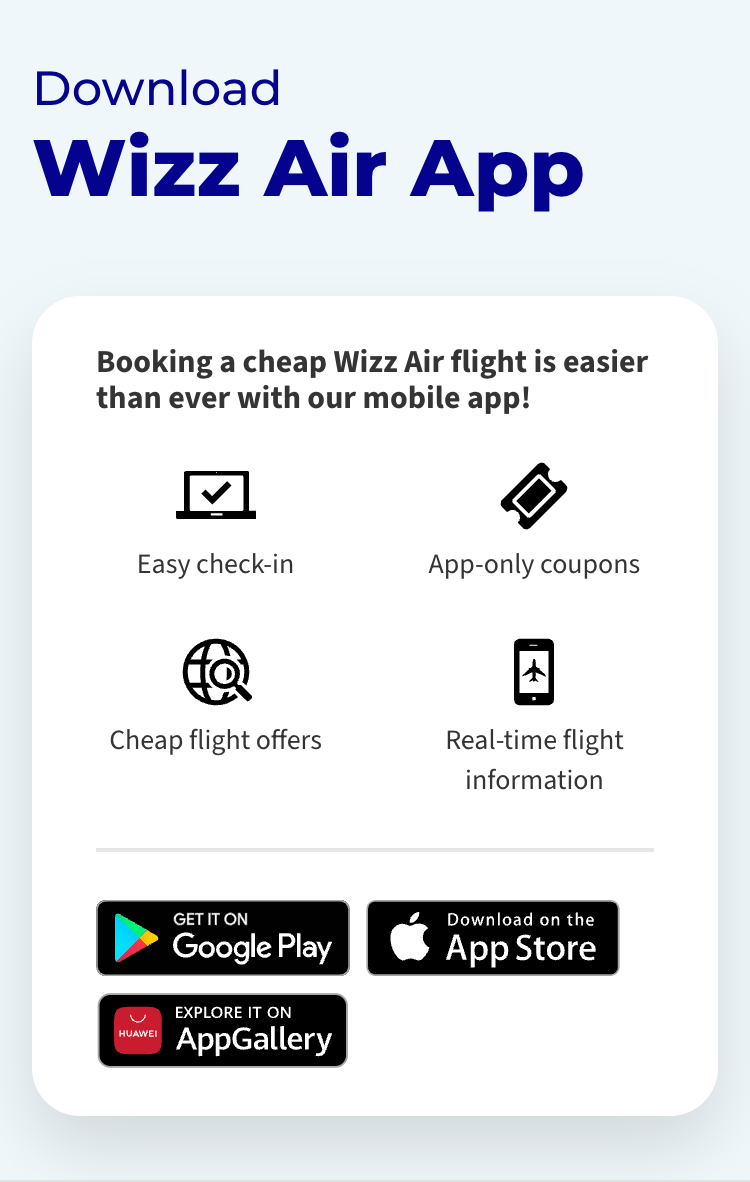 Download
Wizz Air App
Booking a cheap Wizz Air flight is easier
than ever with our mobile app!
Easy check-in
App-only coupons
Cheap flight offers
Real-time flight
information
GET IT ON
Google Play
Download on the
App Store
HUAWEI
EXPLORE IT ON
AppGallery